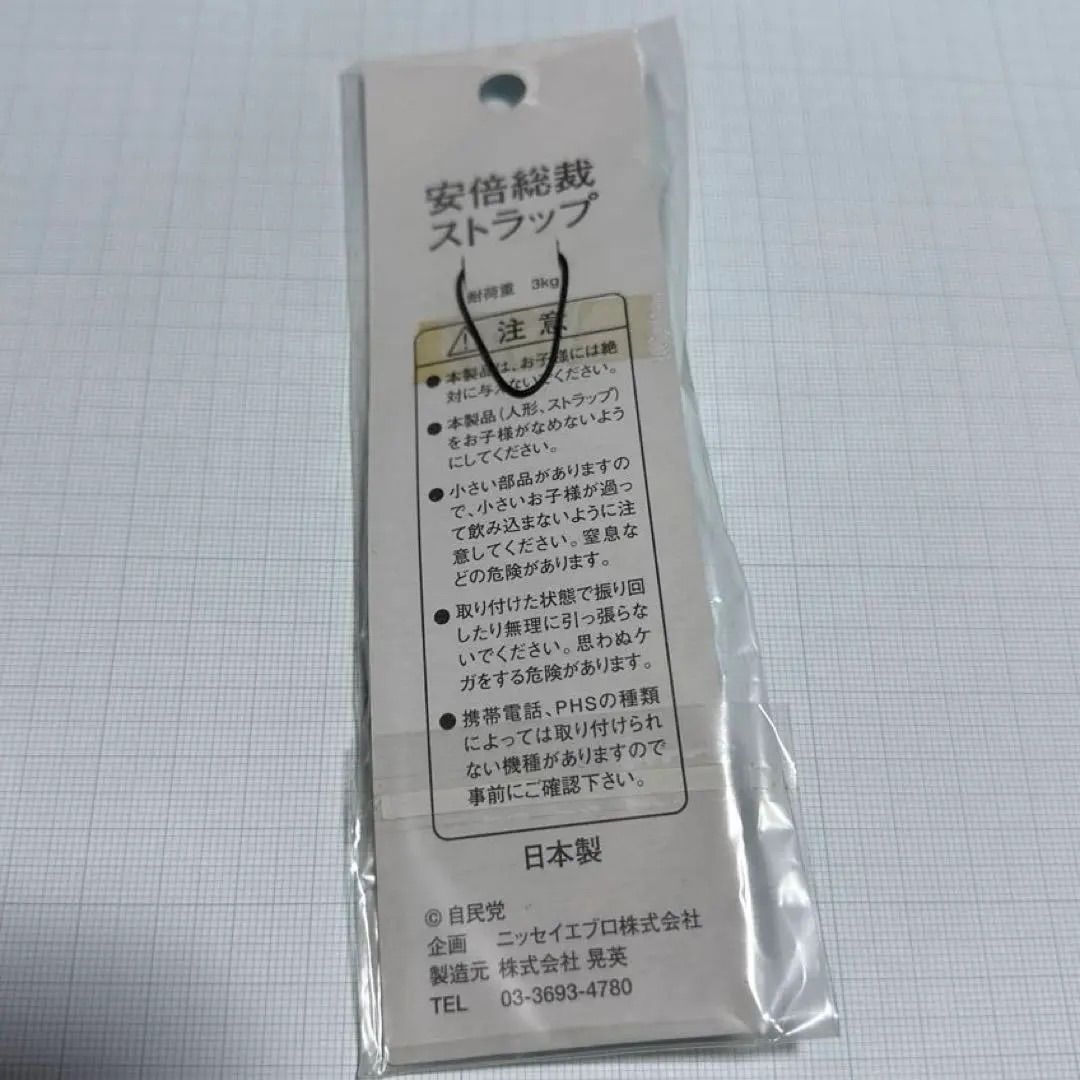 安倍総裁
ストラップ
耐荷重 3kg
注意
● 本製品は、お子様には絶
対に与えないでください。
● 本製品(人形、ストラップ)
をお子様がなめないよう
にしてください。
● 小さい部品がありますの
で、小さいお子様が過っ
て飲み込まないように注
意してください。窒息な
どの危険があります。
● 取り付けた状態で振り回
したり無理に引っ張らな
いでください。思わぬケ
ガをする危険があります。
● 携帯電話、PHSの種類
によっては取り付けられ
ない機種がありますので
事前にご確認下さい。
日本製
© 自民党
企画 ニッセイエブロ株式会社
製造元 株式会社 晃英
TEL 03-3693-4780